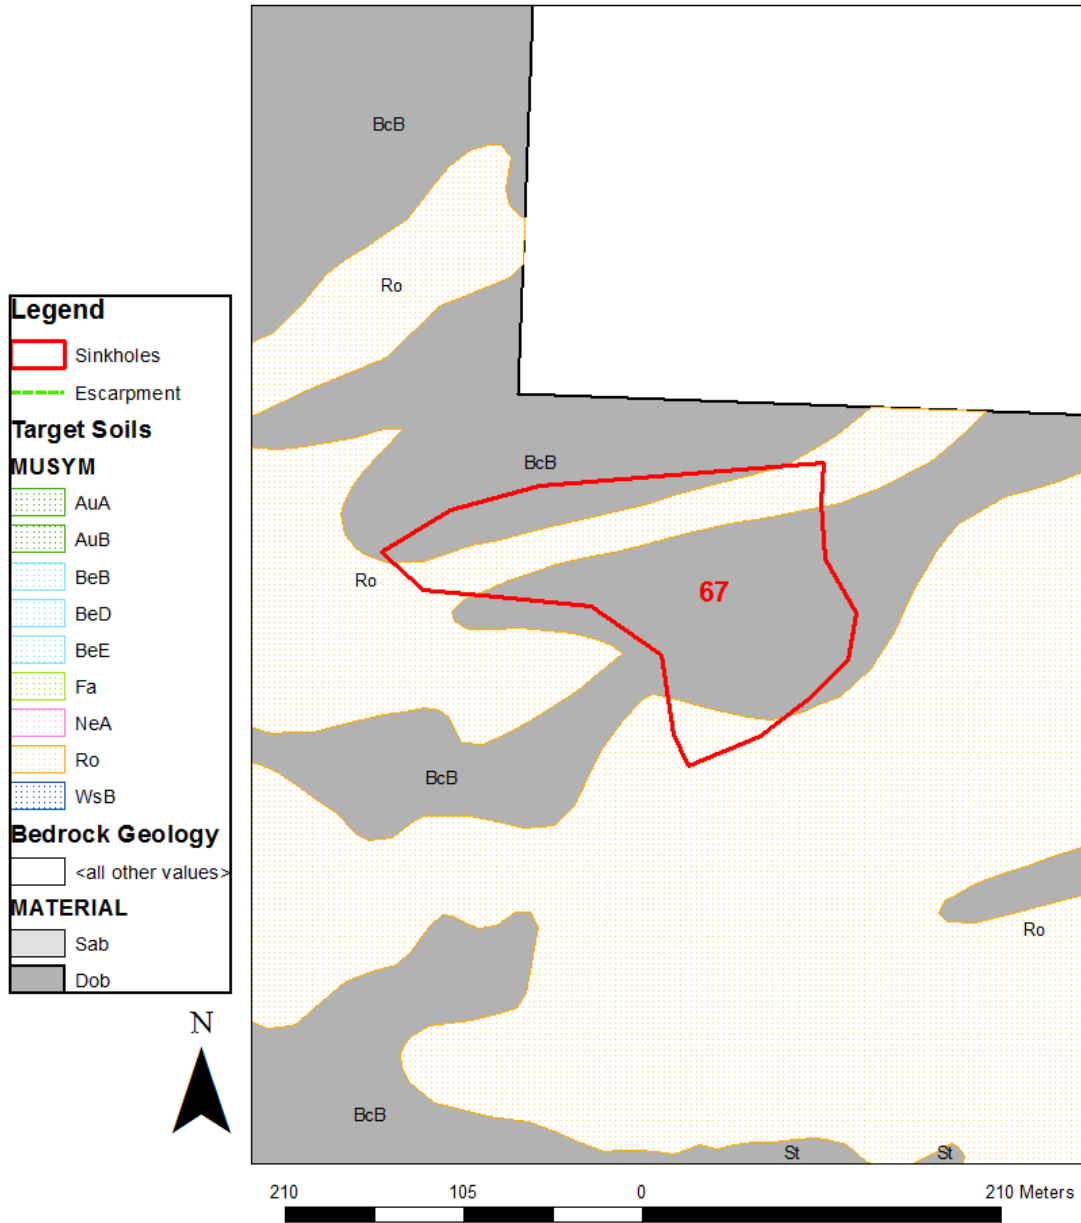 BcB
Ro
BcB
Ro
67
BcB
Ro
BcB
St
St
Legend
Sinkholes
Escarpment
Target Soils
MUSYM
AuA
AuB
BeB
BeD
BeE
Fa
NeA
Ro
WsB
Bedrock Geology
<all other values>
MATERIAL
Sab
Dob
N
210 105 0 210 Meters